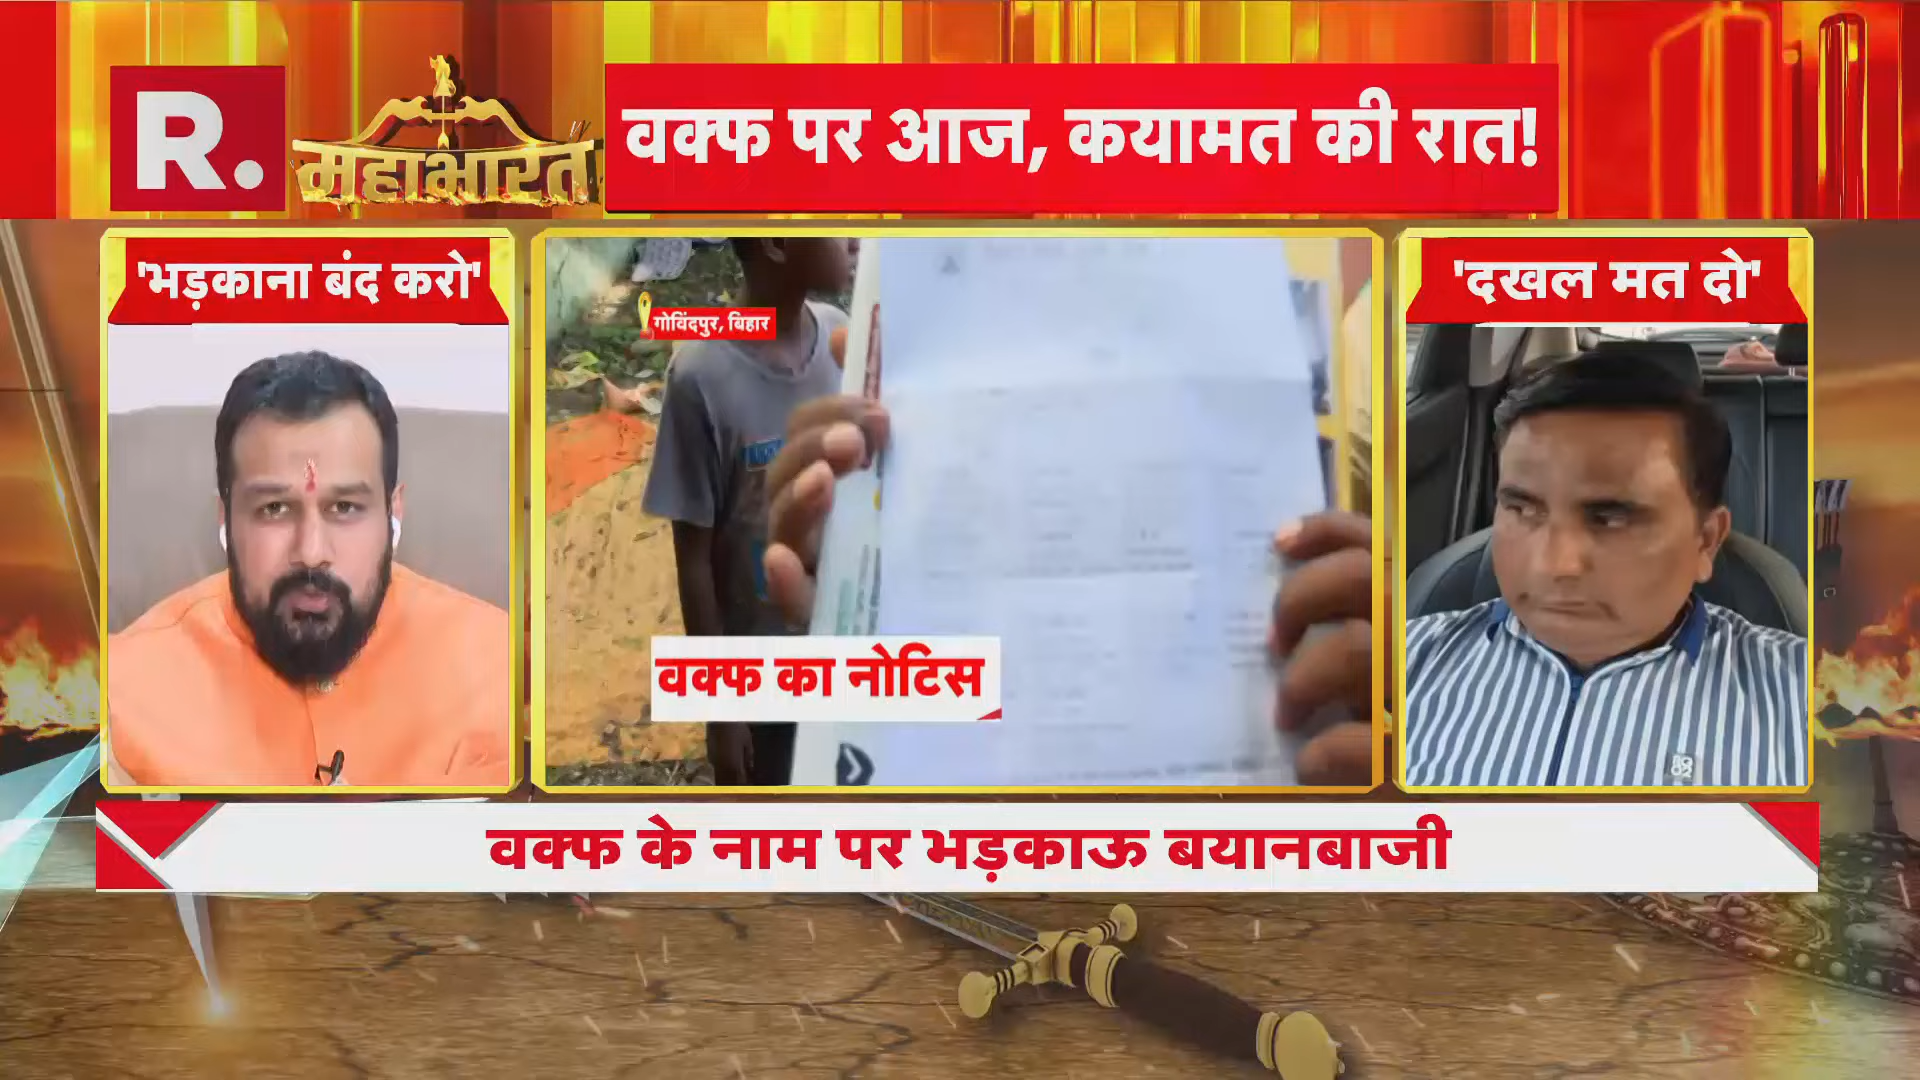 R.
महाभारत
वक्फ पर आज, कयामत की रात!
'भड़काना बंद करो'
गोविंदपुर, बिहार
'दखल मत दो'
वक्फ का नोटिस
वक्फ के नाम पर भड़काऊ बयानबाजी